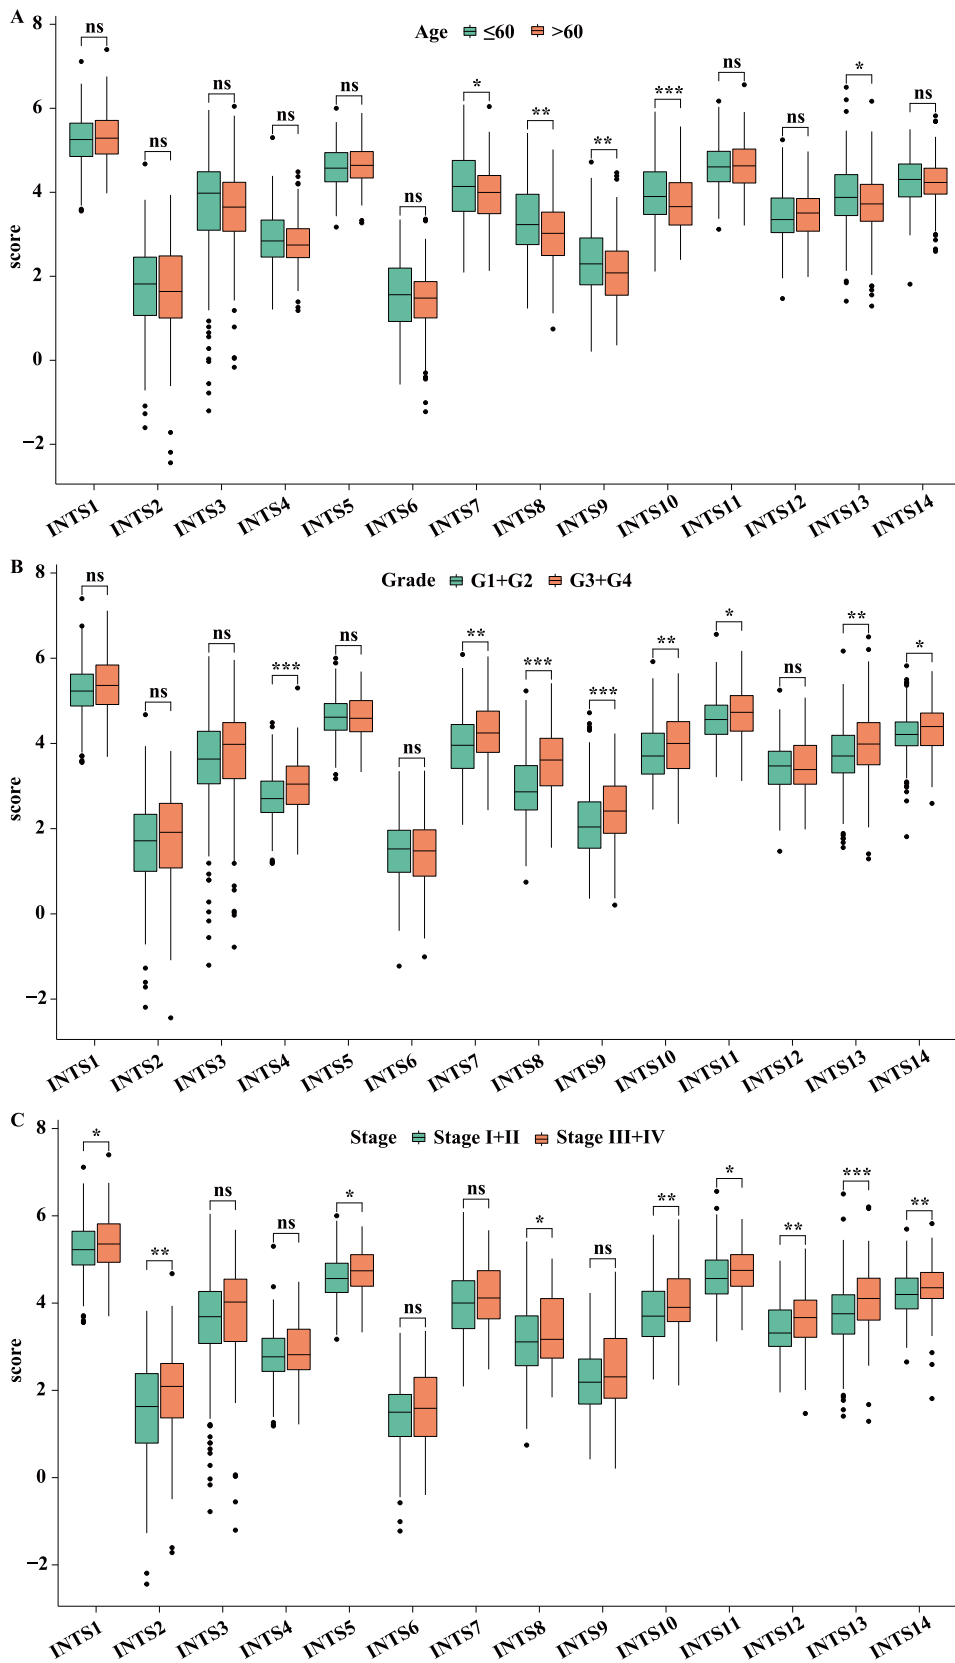 A
Age ≤60 >60
score
8
6
4
2
0
−2
ns ns ns ns ns ns * ** ** *** ns ns * ns
INTS1 INTS2 INTS3 INTS4 INTS5 INTS6 INTS7 INTS8 INTS9 INTS10 INTS11 INTS12 INTS13 INTS14
B
Grade G1+G2 G3+G4
score
8
6
4
2
0
−2
ns ns ns *** ns ns ** *** *** ** * ns ** *
INTS1 INTS2 INTS3 INTS4 INTS5 INTS6 INTS7 INTS8 INTS9 INTS10 INTS11 INTS12 INTS13 INTS14
C
Stage Stage I+II Stage III+IV
score
8
6
4
2
0
−2
* ** ns ns * ns ns * ns ** * ** *** **
INTS1 INTS2 INTS3 INTS4 INTS5 INTS6 INTS7 INTS8 INTS9 INTS10 INTS11 INTS12 INTS13 INTS14